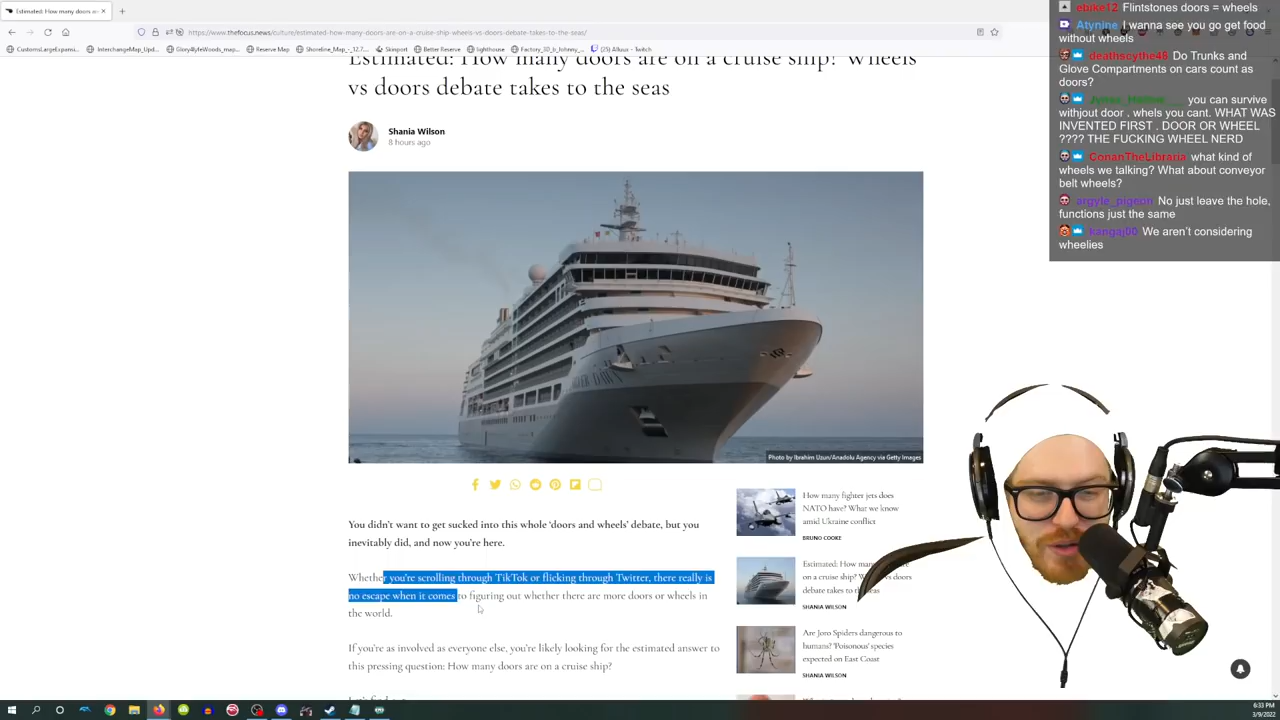 Estimated: How many doors are
https://www.thefocus.news/culture/estimated-how-many-doors-are-on-a-cruise-ship-wheels-vs-doors-debate-takes-to-the-seas/
CustomsLargeExpansi... InterchangeMap_Upd... Glory4lyfeWoods_map... Reserve Map Shoreline_Map_-_12.7... Skinport Better Reserve lighthouse Factory_3D_b_Johnny_... (25) Alluux - Twitch
Estimated: How many doors are on a cruise ship? Wheels
vs doors debate takes to the seas
Shania Wilson
8 hours ago
Photo by Ibrahim Uzun/Anadolu Agency via Getty Images
You didn't want to get sucked into this whole 'doors and wheels' debate, but you
inevitably did, and now you're here.
Whether you're scrolling through TikTok or flicking through Twitter, there really is
no escape when it comes to figuring out whether there are more doors or wheels in
the world.
If you're as involved as everyone else, you're likely looking for the estimated answer to
this pressing question: How many doors are on a cruise ship?
How many fighter jets does
NATO have? What we know
amid Ukraine conflict
BRUNO COOKE
Estimated: How many
on a cruise ship? doors
debate takes to the seas
SHANIA WILSON
Are Joro Spiders dangerous to
humans? 'Poisonous' species
expected on East Coast
SHANIA WILSON
ebike12 Flintstones doors = wheels
Atynine I wanna see you go get food
without wheels
deathscythe48 Do Trunks and
Glove Compartments on cars count as
doors?
you can survive
withjout door . whels you cant. WHAT WAS
INVENTED FIRST . DOOR OR WHEEL
???? THE FUCKING WHEEL NERD
ConanTheLibraria what kind of
wheels we talking? What about conveyor
belt wheels?
argyle_pigeon No just leave the hole,
functions just the same
kangaj00 We aren't considering
wheelies
6:33 PM
3/9/2022